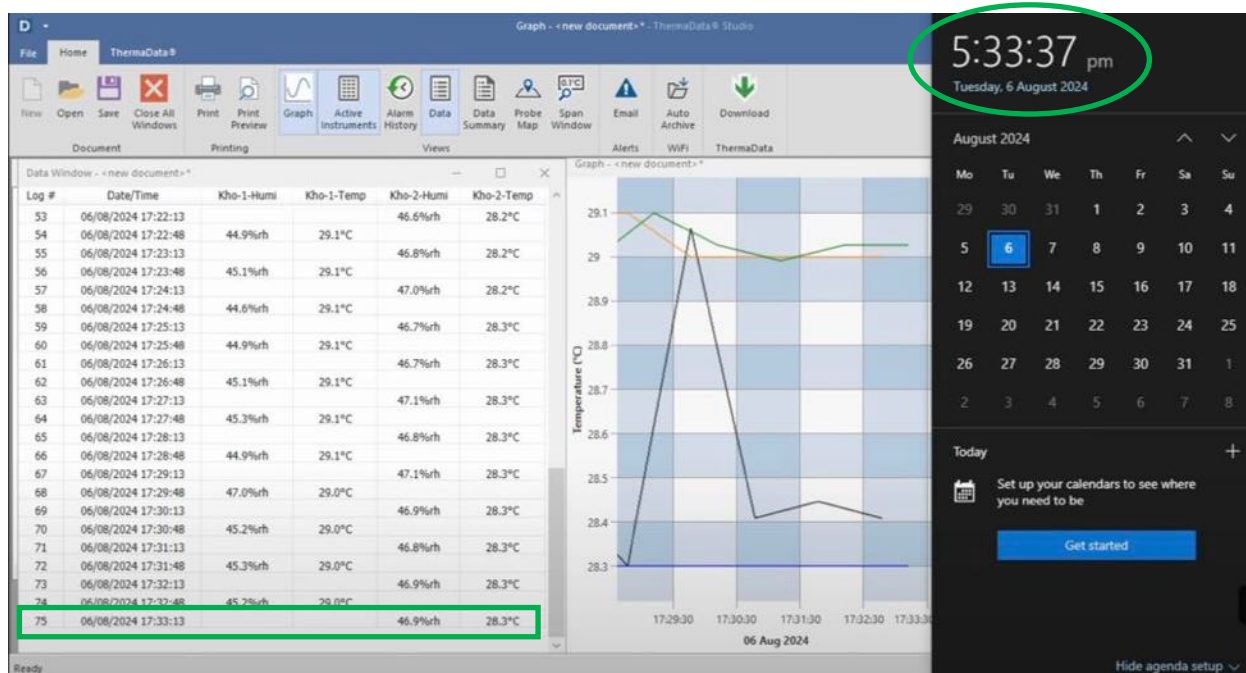 D
Graph - <new document>* - ThermaData® Studio
File Home ThermaData®
New Open Save Close All Windows Print Print Preview Graph Active Instruments Alarm History Data Data Summary Probe Map 0.1°C Span Window Email Auto Archive Download
Document Printing Views Alerts WiFi ThermaData
Data Window - <new document>*
Log # Date/Time Kho-1-Humi Kho-1-Temp Kho-2-Humi Kho-2-Temp
53 06/08/2024 17:22:13 46.6%rh 28.2°C
54 06/08/2024 17:22:48 44.9%rh 29.1°C
55 06/08/2024 17:23:13 46.8%rh 28.2°C
56 06/08/2024 17:23:48 45.1%rh 29.1°C
57 06/08/2024 17:24:13 47.0%rh 28.2°C
58 06/08/2024 17:24:48 44.6%rh 29.1°C
59 06/08/2024 17:25:13 46.7%rh 28.3°C
60 06/08/2024 17:25:48 44.9%rh 29.1°C
61 06/08/2024 17:26:13 46.7%rh 28.3°C
62 06/08/2024 17:26:48 45.1%rh 29.1°C
63 06/08/2024 17:27:13 47.1%rh 28.3°C
64 06/08/2024 17:27:48 45.3%rh 29.1°C
65 06/08/2024 17:28:13 46.8%rh 28.3°C
66 06/08/2024 17:28:48 44.9%rh 29.1°C
67 06/08/2024 17:29:13 47.1%rh 28.3°C
68 06/08/2024 17:29:48 47.0%rh 29.0°C
69 06/08/2024 17:30:13 46.9%rh 28.3°C
70 06/08/2024 17:30:48 45.2%rh 29.0°C
71 06/08/2024 17:31:13 46.8%rh 28.3°C
72 06/08/2024 17:31:48 45.3%rh 29.0°C
73 06/08/2024 17:32:13 46.9%rh 28.3°C
74 06/08/2024 17:32:48 45.2%rh 29.0°C
75 06/08/2024 17:33:13 46.9%rh 28.3°C
Ready
Graph - <new document>*
Temperature (°C)
29.1
29
28.9
28.8
28.7
28.6
28.5
28.4
28.3
17:29:30 17:30:30 17:31:30 17:32:30 17:33:30
06 Aug 2024
5:33:37 pm
Tuesday, 6 August 2024
August 2024
Mo Tu We Th Fr Sa Su
29 30 31 1 2 3 4
5 6 7 8 9 10 11
12 13 14 15 16 17 18
19 20 21 22 23 24 25
26 27 28 29 30 31 1
2 3 4 5 6 7 8
Today
Set up your calendars to see where
you need to be
Get started
Hide agenda setup